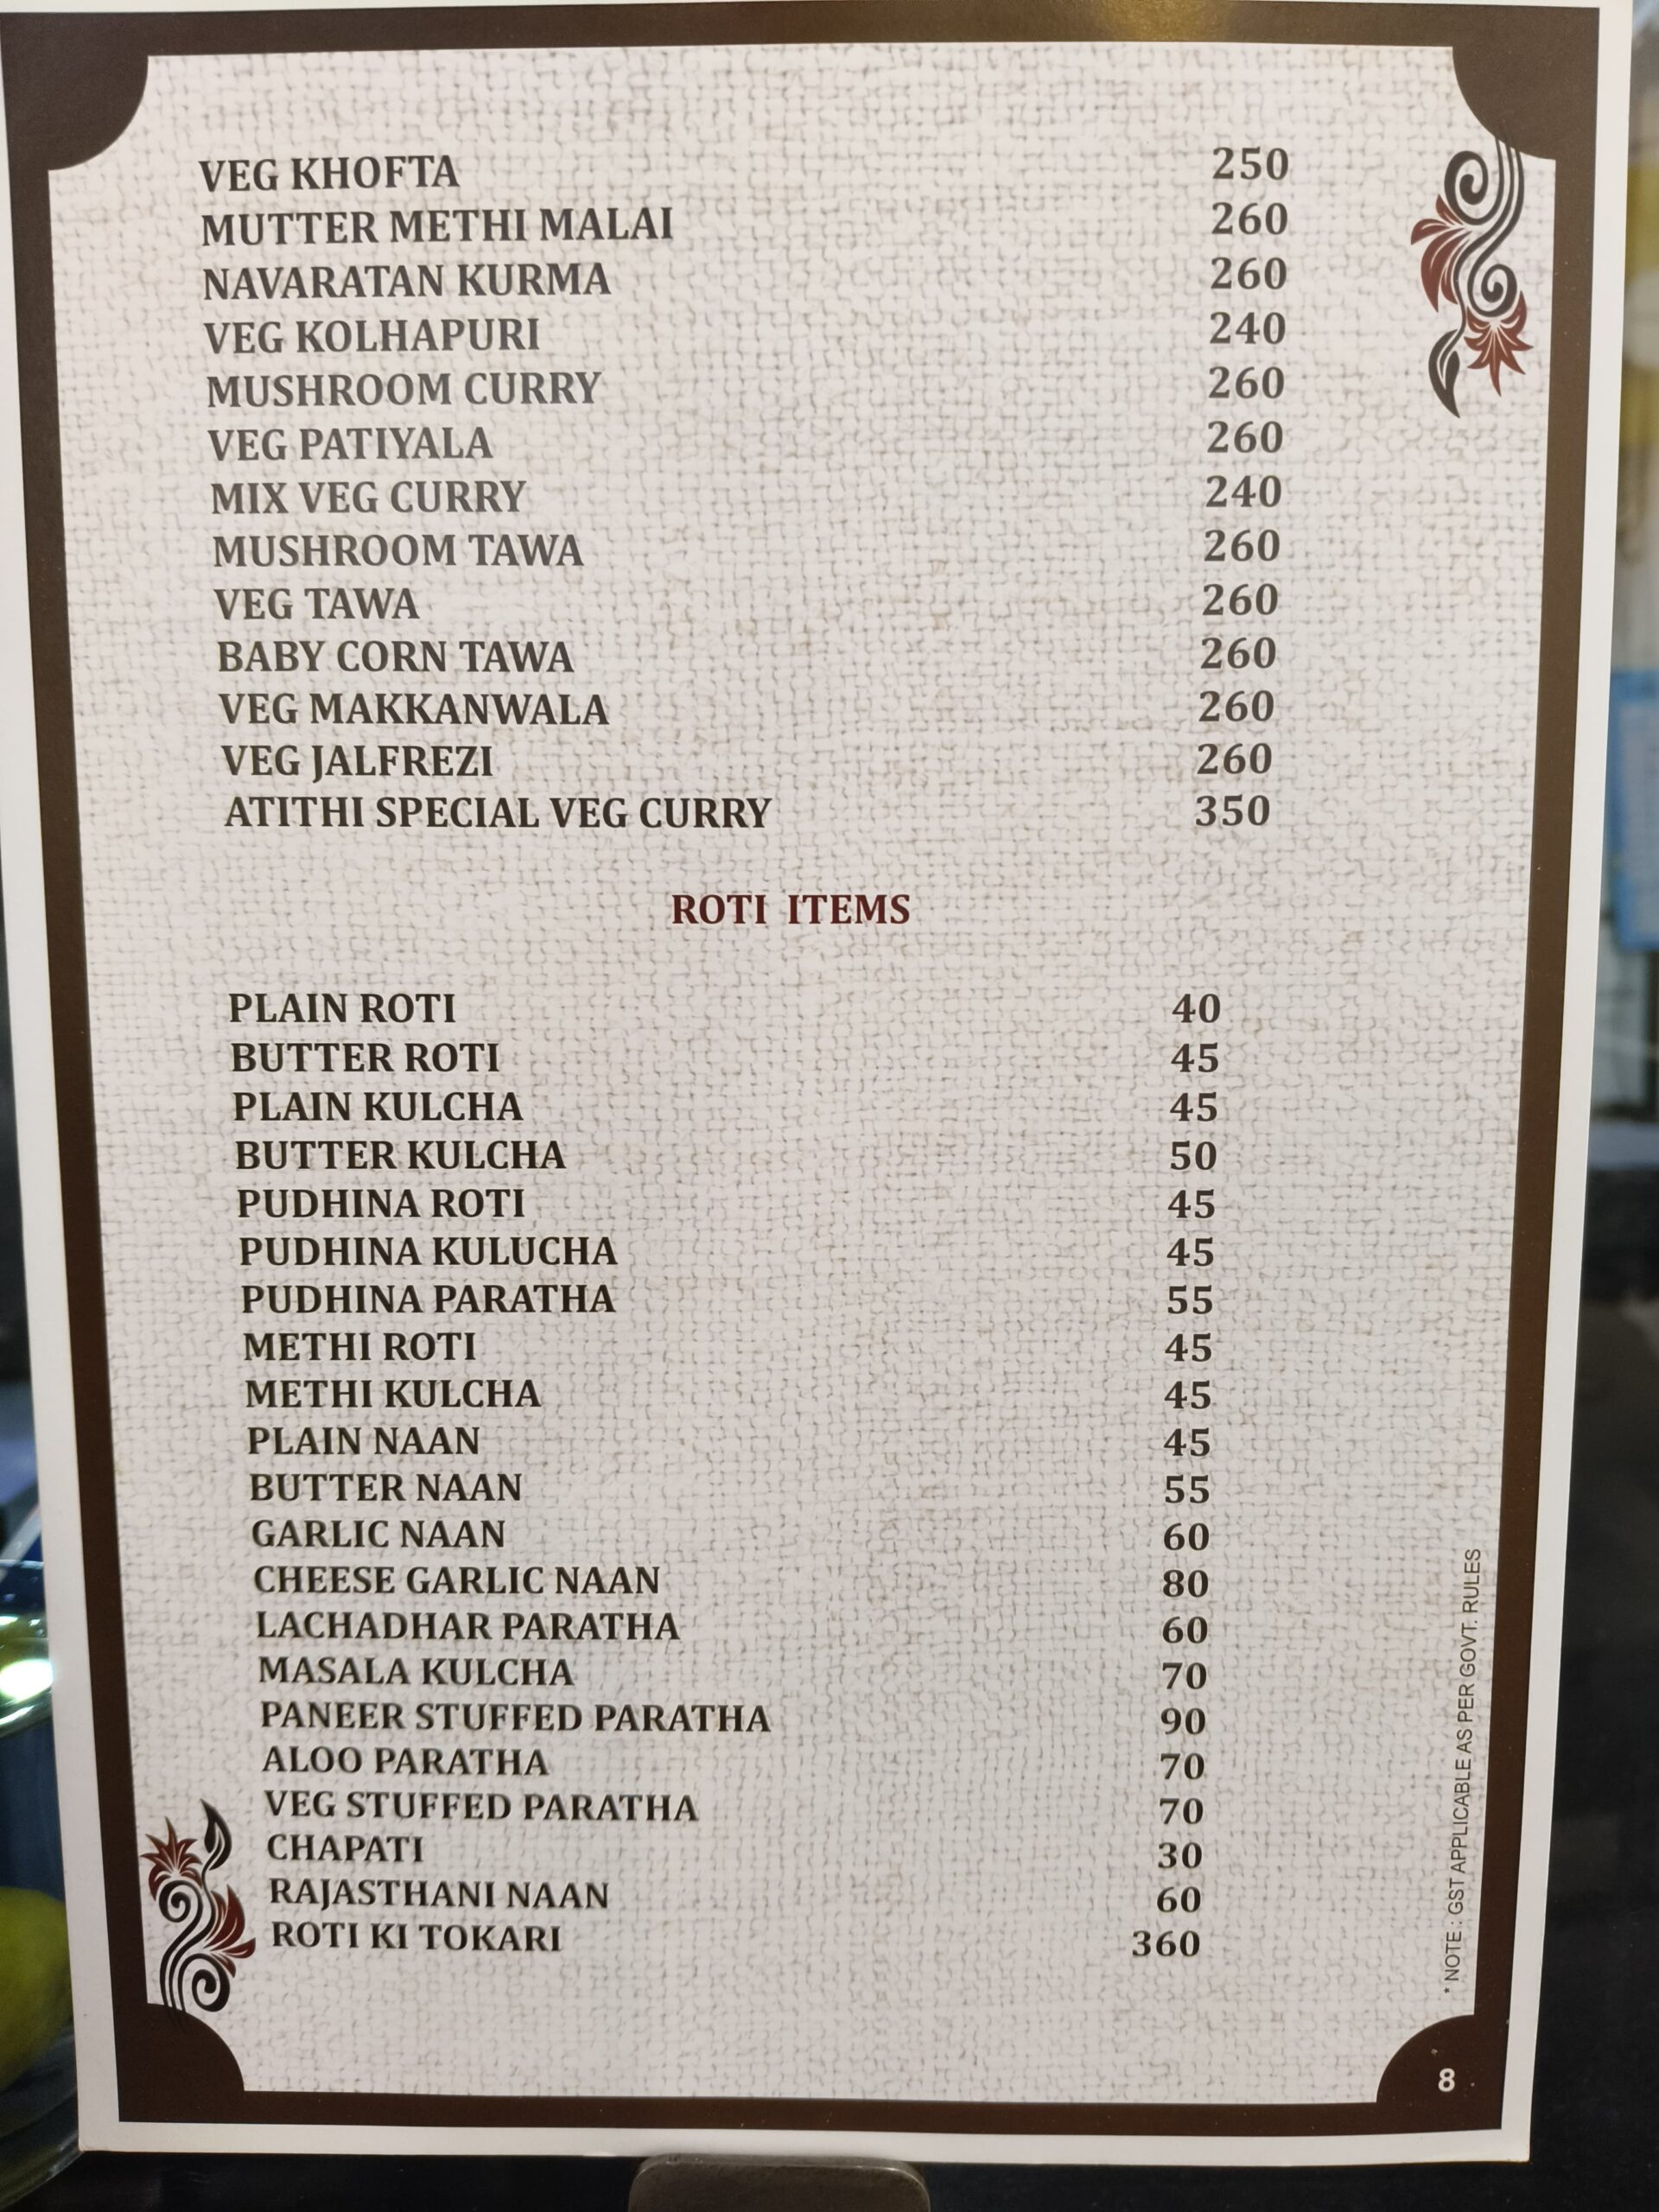 VEG KHOFTA 250
MUTTER METHI MALAI 260
NAVARATAN KURMA 260
VEG KOLHAPURI 240
MUSHROOM CURRY 260
VEG PATIYALA 260
MIX VEG CURRY 240
MUSHROOM TAWA 260
VEG TAWA 260
BABY CORN TAWA 260
VEG MAKKANWALA 260
VEG JALFREZI 260
ATITHI SPECIAL VEG CURRY 350
ROTI ITEMS
PLAIN ROTI 40
BUTTER ROTI 45
PLAIN KULCHA 45
BUTTER KULCHA 50
PUDHINA ROTI 45
PUDHINA KULUCHA 45
PUDHINA PARATHA 55
METHI ROTI 45
METHI KULCHA 45
PLAIN NAAN 45
BUTTER NAAN 55
GARLIC NAAN 60
CHEESE GARLIC NAAN 80
LACHADHAR PARATHA 60
MASALA KULCHA 70
PANEER STUFFED PARATHA 90
ALOO PARATHA 70
VEG STUFFED PARATHA 70
CHAPATI 30
RAJASTHANI NAAN 60
ROTI KI TOKARI 360
* NOTE : GST APPLICABLE AS PER GOVT. RULES
8